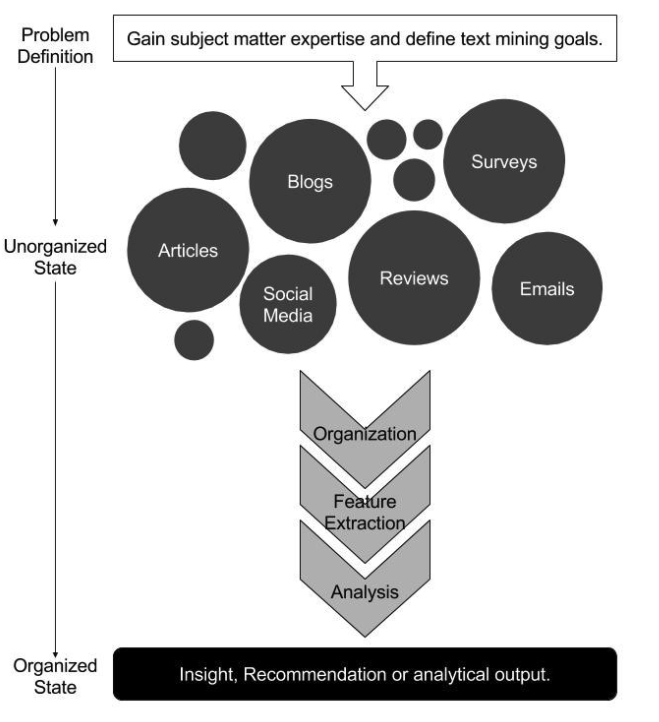 Problem
Definition
Gain subject matter expertise and define text mining goals.
Blogs
Surveys
Unorganized
State
Articles
Social
Media
Reviews
Emails
Organization
Feature
Extraction
Analysis
Organized
State
Insight, Recommendation or analytical output.